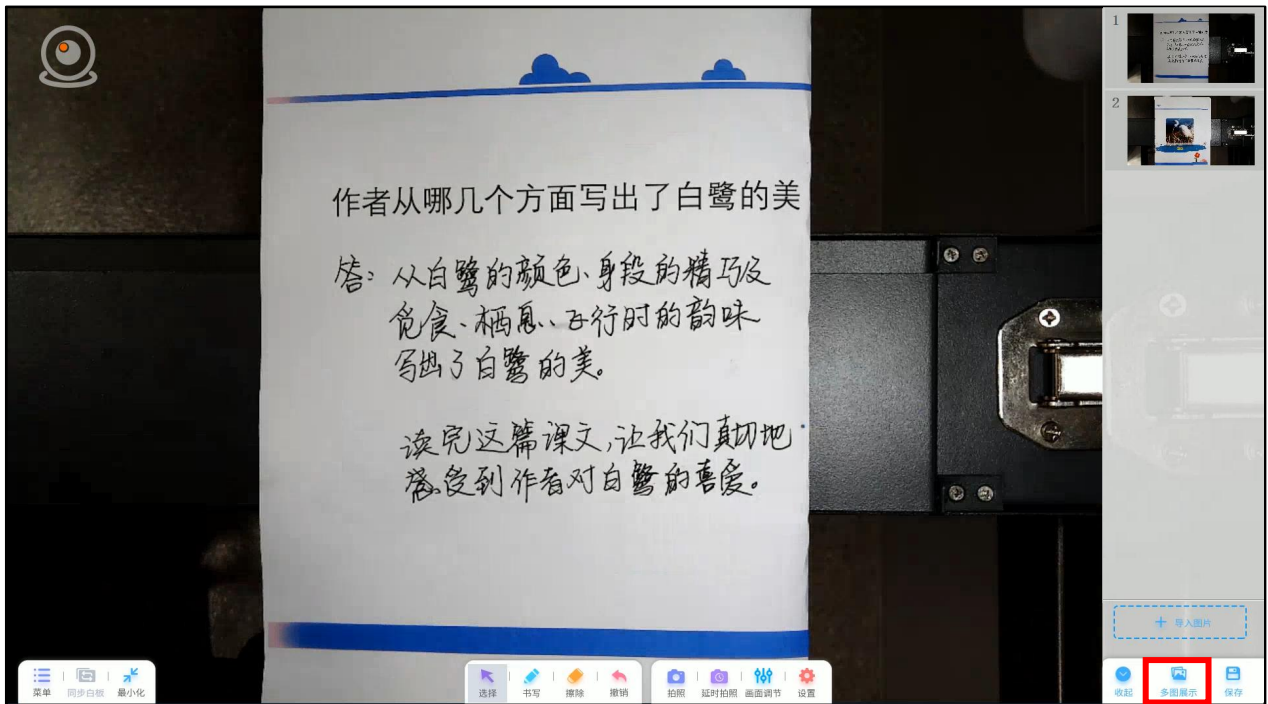 作者从哪几个方面写出了白鹭的美
答：从白鹭的颜色、身段的精巧及
觅食、栖息、飞行时的韵味
写出了白鹭的美。
读完这篇课文，让我们真切地
感受到作者对白鹭的喜爱。
1
2
导入图片
菜单
同步白板
最小化
选择
书写
擦除
撤销
拍照
延时拍照
画面调节
设置
收起
多图展示
保存